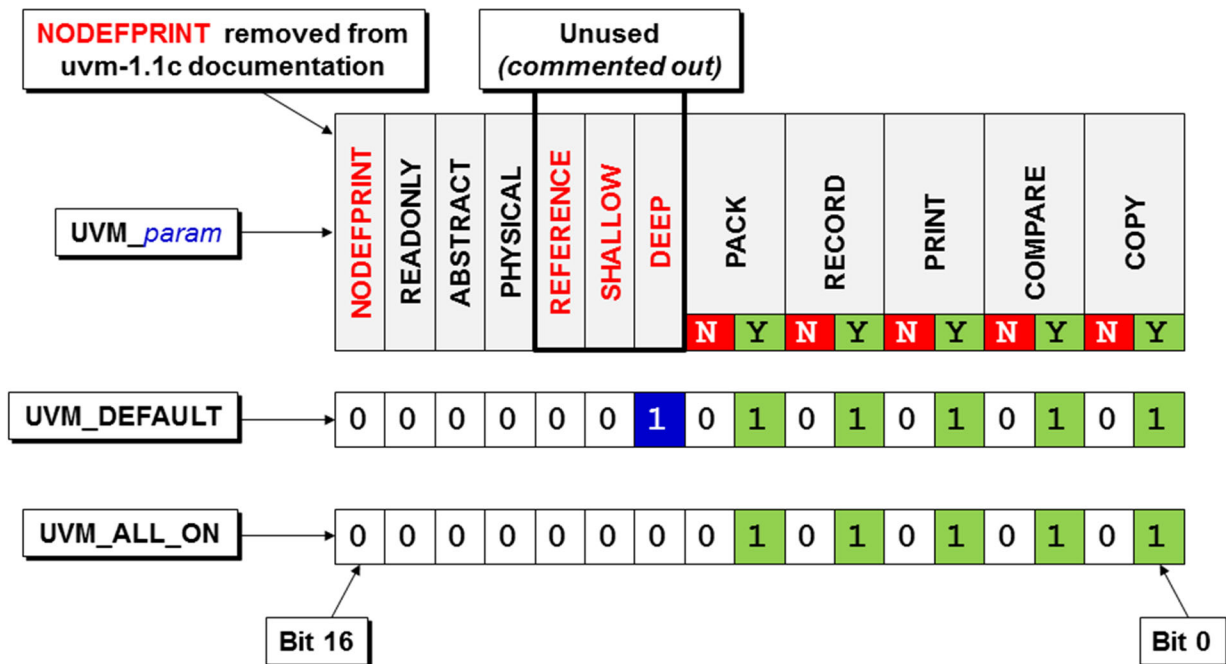 NODEFPRINT removed from
uvm-1.1c documentation
Unused
(commented out)
UVM_param
NODEFPRINT
READONLY
ABSTRACT
PHYSICAL
REFERENCE
SHALLOW
DEEP
PACK
RECORD
PRINT
COMPARE
COPY
N Y N Y N Y N Y N Y
UVM_DEFAULT
0 0 0 0 0 0 1 0 1 0 1 0 1 0 1 0 1
UVM_ALL_ON
0 0 0 0 0 0 0 0 1 0 1 0 1 0 1 0 1
Bit 16
Bit 0